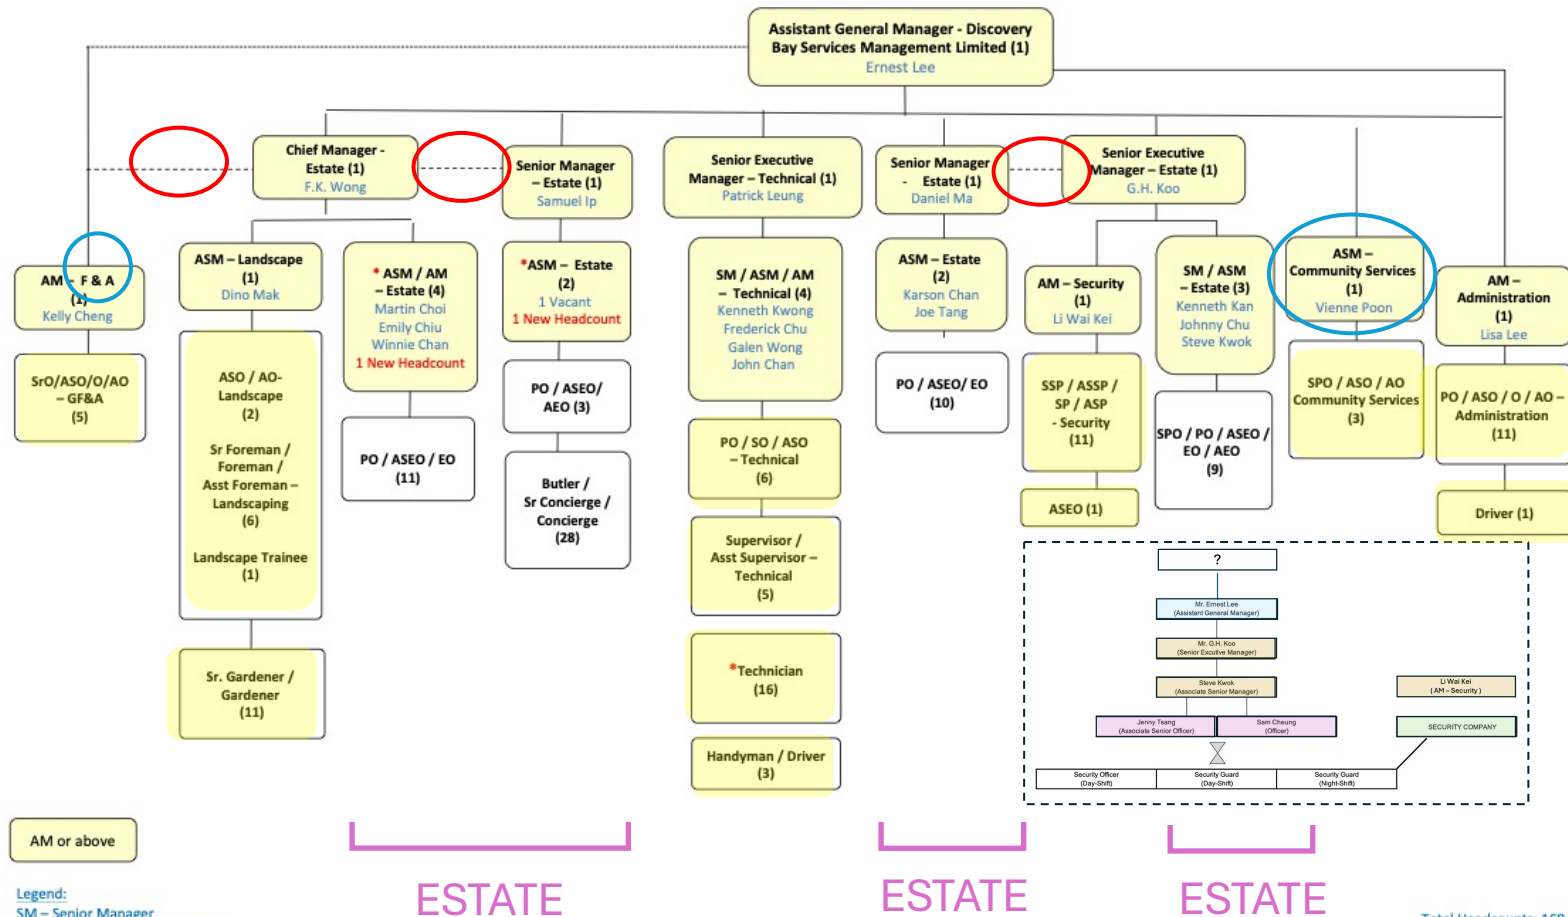 Assistant General Manager - Discovery
Bay Services Management Limited (1)
Ernest Lee
Chief Manager -
Estate (1)
F.K. Wong
Senior Manager
– Estate (1)
Samuel Ip
Senior Executive
Manager – Technical (1)
Patrick Leung
Senior Manager
- Estate (1)
Daniel Ma
Senior Executive
Manager – Estate (1)
G.H. Koo
AM – F & A
(1)
Kelly Cheng
ASM – Landscape
(1)
Dino Mak
* ASM / AM
– Estate (4)
Martin Choi
Emily Chiu
Winnie Chan
1 New Headcount
*ASM – Estate
(2)
1 Vacant
1 New Headcount
SM / ASM / AM
– Technical (4)
Kenneth Kwong
Frederick Chu
Galen Wong
John Chan
ASM – Estate
(2)
Karson Chan
Joe Tang
AM – Security
(1)
Li Wai Kei
SM / ASM
– Estate (3)
Kenneth Kan
Johnny Chu
Steve Kwok
ASM –
Community Services
(1)
Vienne Poon
AM –
Administration
(1)
Lisa Lee
SrO/ASO/O/AO
– GF&A
(5)
ASO / AO-
Landscape
(2)
Sr Foreman /
Foreman /
Asst Foreman –
Landscaping
(6)
Landscape Trainee
(1)
Sr. Gardener /
Gardener
(11)
PO / ASEO / EO
(11)
PO / ASEO/
AEO (3)
Butler /
Sr Concierge /
Concierge
(28)
PO / SO / ASO
– Technical
(6)
Supervisor /
Asst Supervisor –
Technical
(5)
*Technician
(16)
Handyman / Driver
(3)
PO / ASEO/ EO
(10)
SSP / ASSP /
SP / ASP
- Security
(11)
ASEO (1)
SPO / PO / ASEO /
EO / AEO
(9)
SPO / ASO / AO
Community Services
(3)
PO / ASO / O / AO –
Administration
(11)
Driver (1)
?
Mr. Ernest Lee
(Assistant General Manager)
Mr. G.H. Koo
(Senior Excutive Manager)
Steve Kwok
(Associate Senior Manager)
Li Wai Kei
( AM – Security )
Jenny Tsang
(Associate Senior Officer)
Sam Cheung
(Officer)
SECURITY COMPANY
Security Officer
(Day-Shift)
Security Guard
(Day-Shift)
Security Guard
(Night-Shift)
AM or above
ESTATE
ESTATE
ESTATE
Legend:
SM – Senior Manager